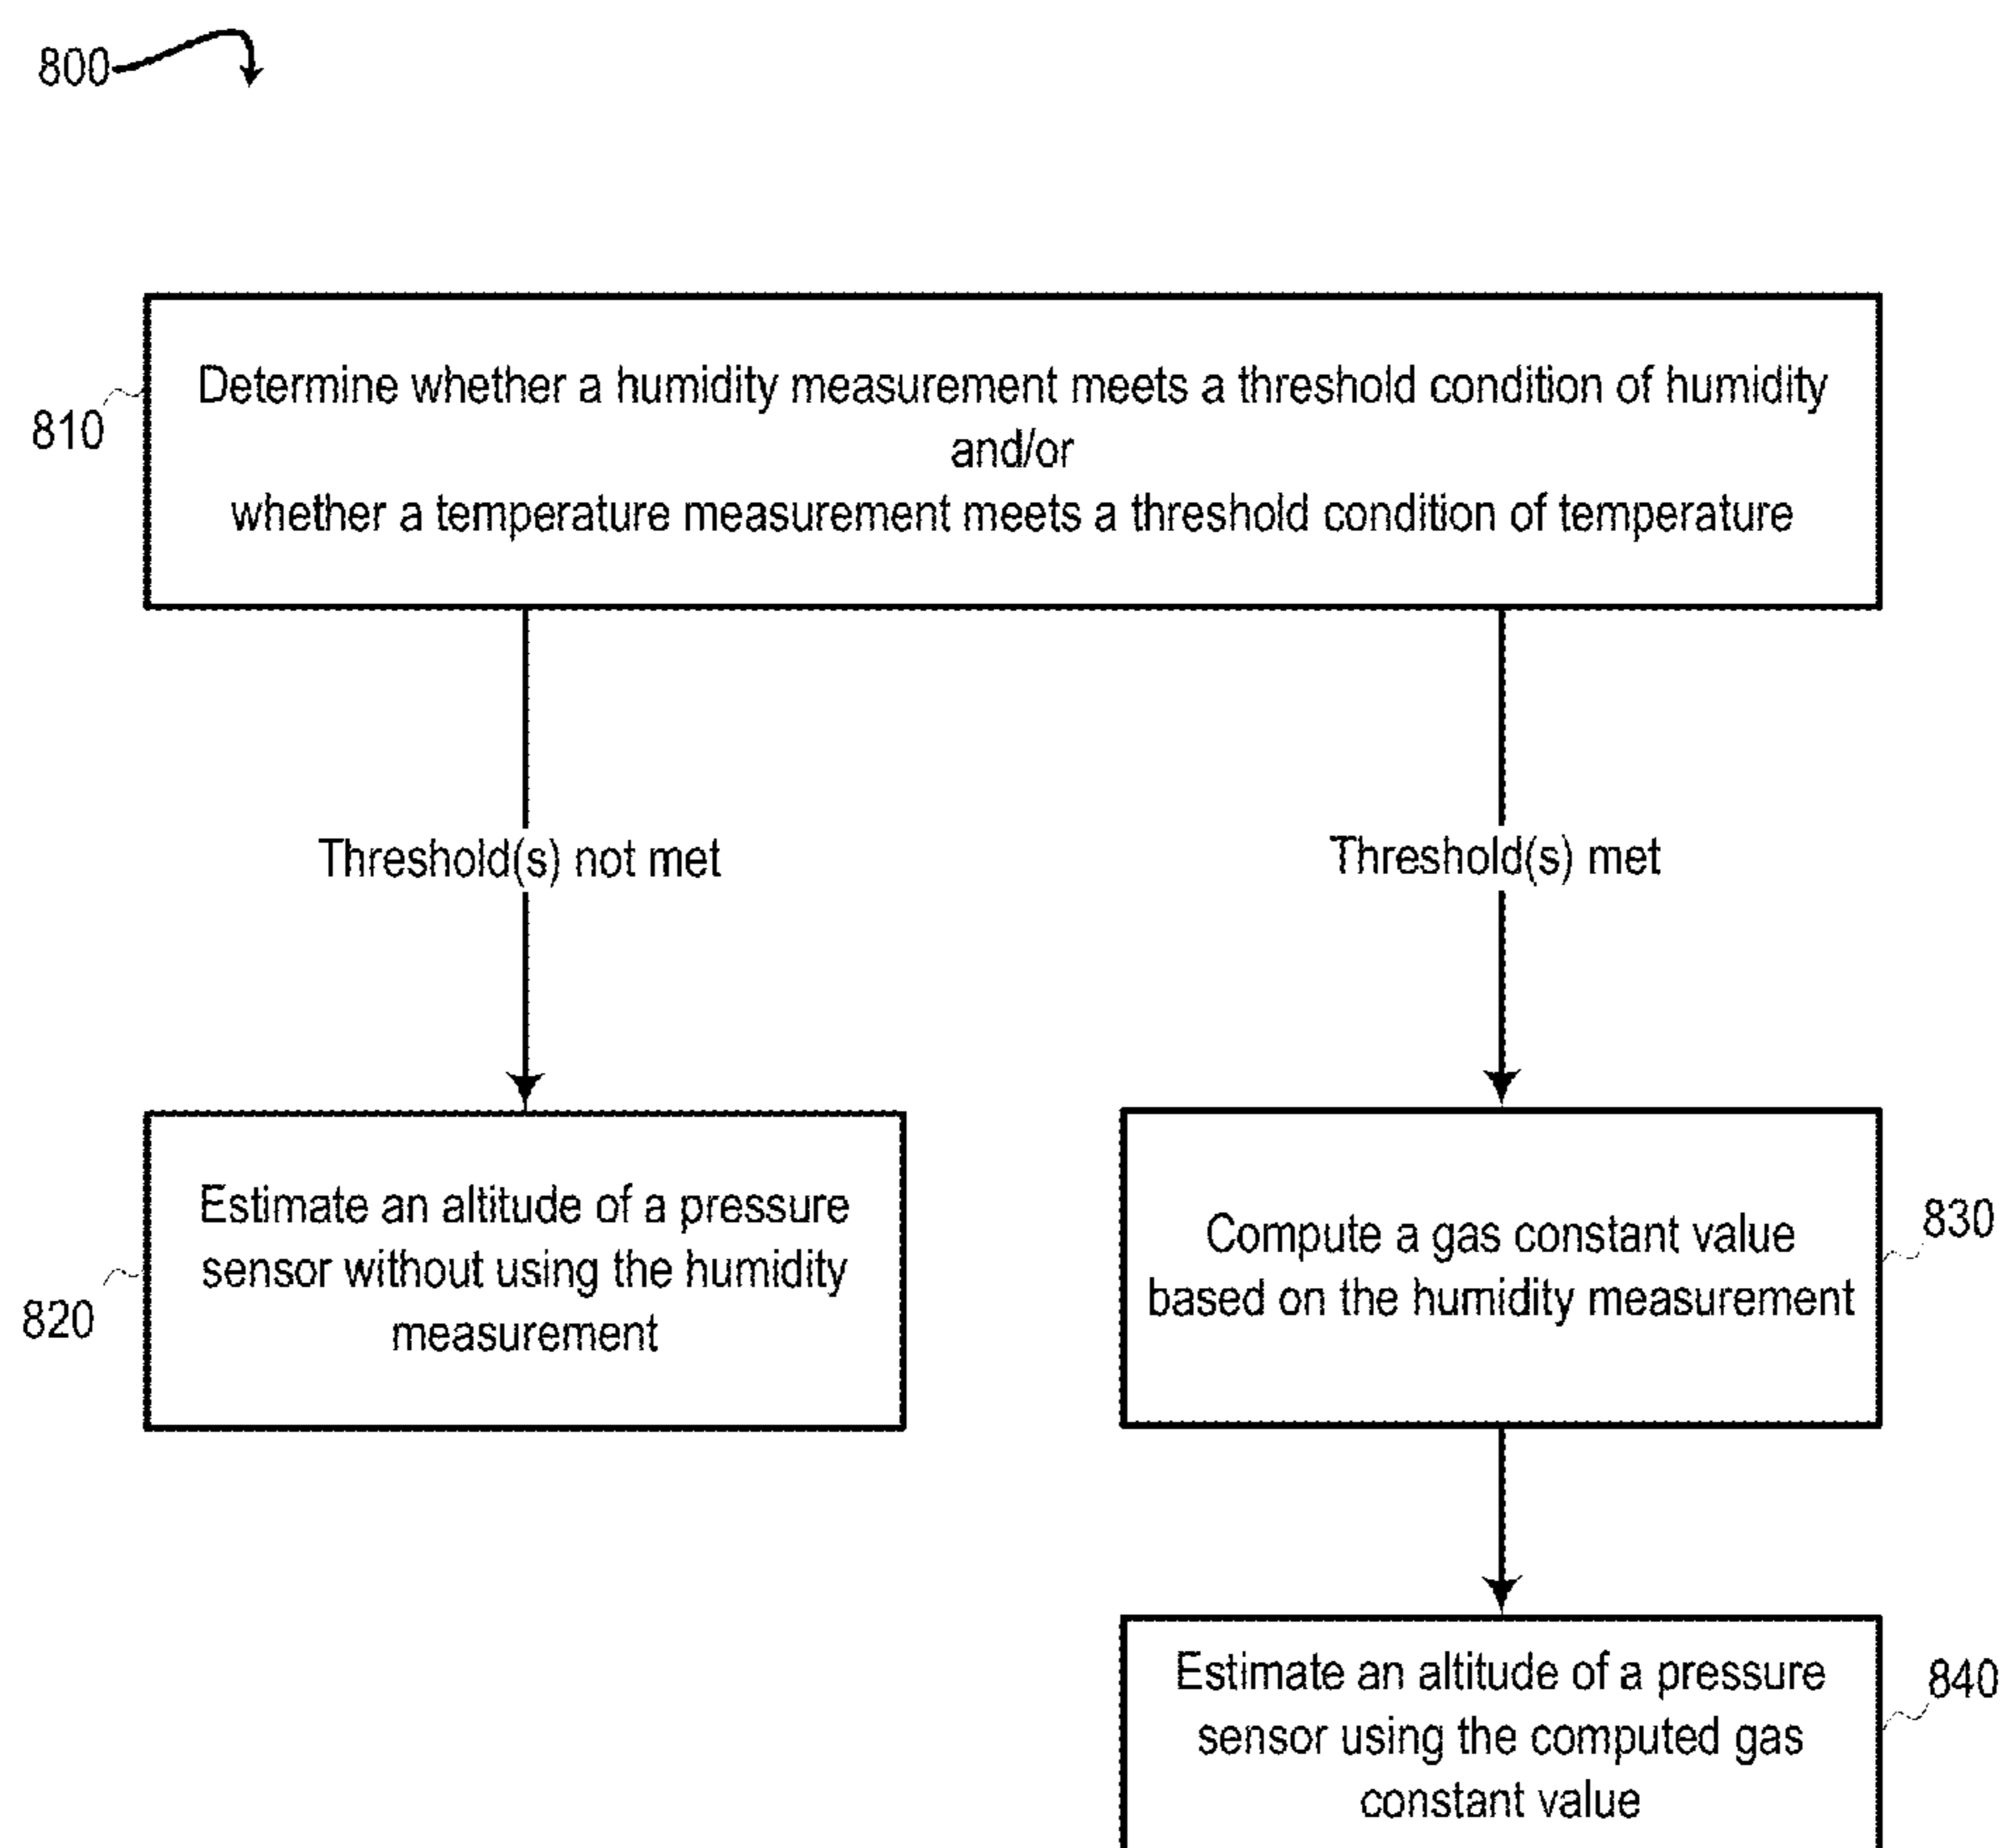 800
Determine whether a humidity measurement meets a threshold condition of humidity
and/or
whether a temperature measurement meets a threshold condition of temperature
810
Threshold(s) not met
Threshold(s) met
Estimate an altitude of a pressure
sensor without using the humidity
measurement
820
Compute a gas constant value
based on the humidity measurement
830
Estimate an altitude of a pressure
sensor using the computed gas
constant value
840